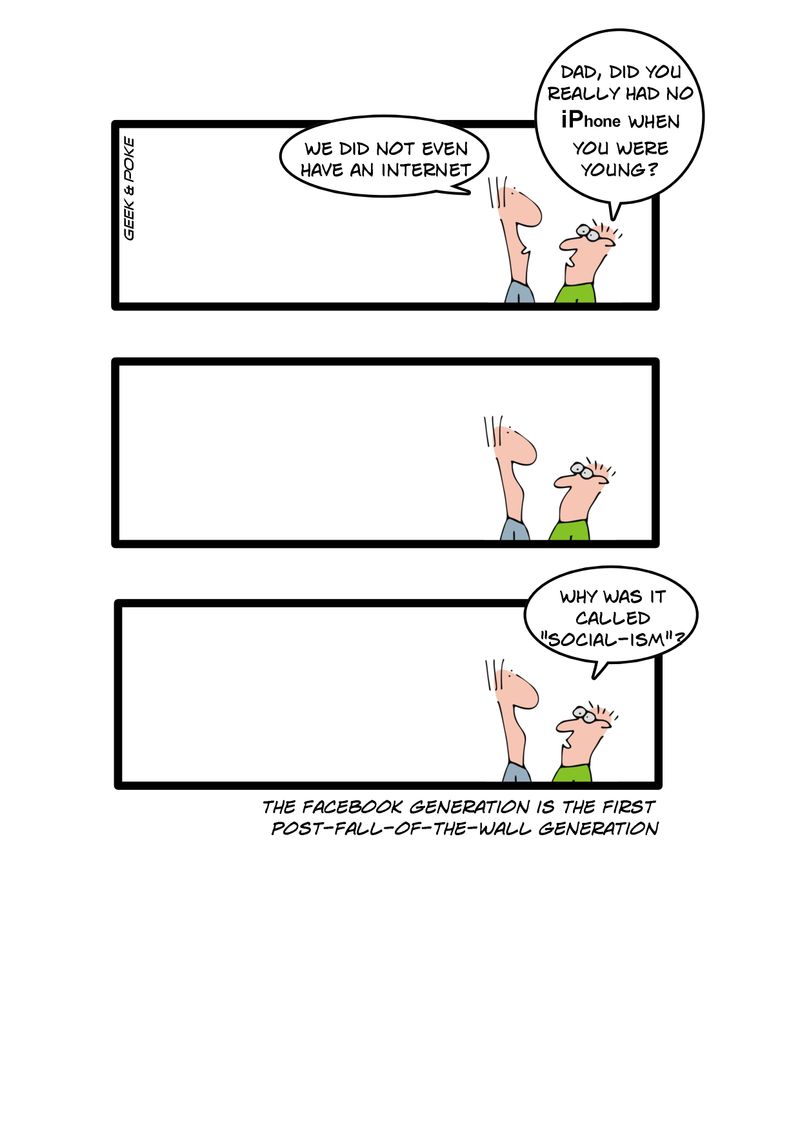 DAD, DID YOU
REALLY HAD NO
iPhone WHEN
YOU WERE
YOUNG?
WE DID NOT EVEN
HAVE AN INTERNET
GEEK & POKE
WHY WAS IT
CALLED
"SOCIAL-ISM"?
THE FACEBOOK GENERATION IS THE FIRST
POST-FALL-OF-THE-WALL GENERATION